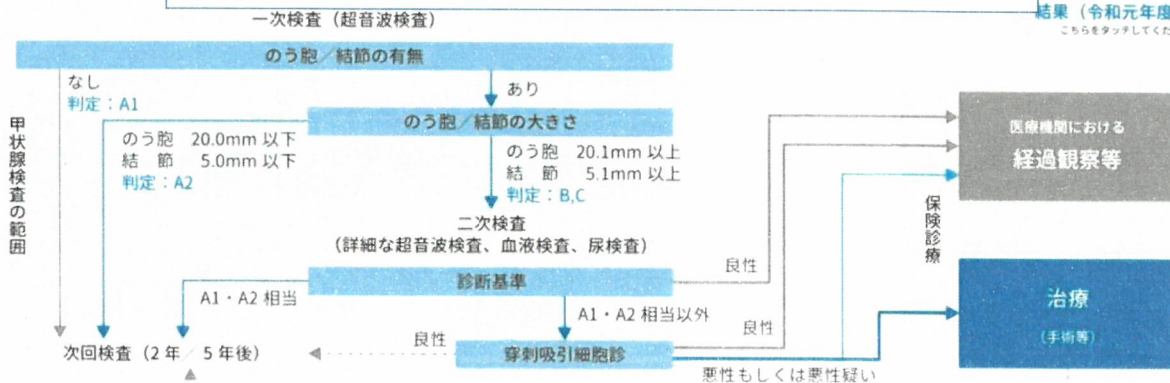 一次検査（超音波検査）
結果（令和元年度
こちらをタッチしてくだ
のう胞／結節の有無
なし
判定：A1
あり
のう胞／結節の大きさ
のう胞 20.0mm 以下
結 節 5.0mm 以下
判定：A2
のう胞 20.1mm 以上
結 節 5.1mm 以上
判定：B,C
甲状腺検査の範囲
二次検査
（詳細な超音波検査、血液検査、尿検査）
診断基準
A1・A2 相当
A1・A2 相当以外
良性
良性
良性
次回検査（2 年／ 5 年後）
穿刺吸引細胞診
悪性もしくは悪性疑い
医療機関における
経過観察等
保険診療
治療
（手術等）